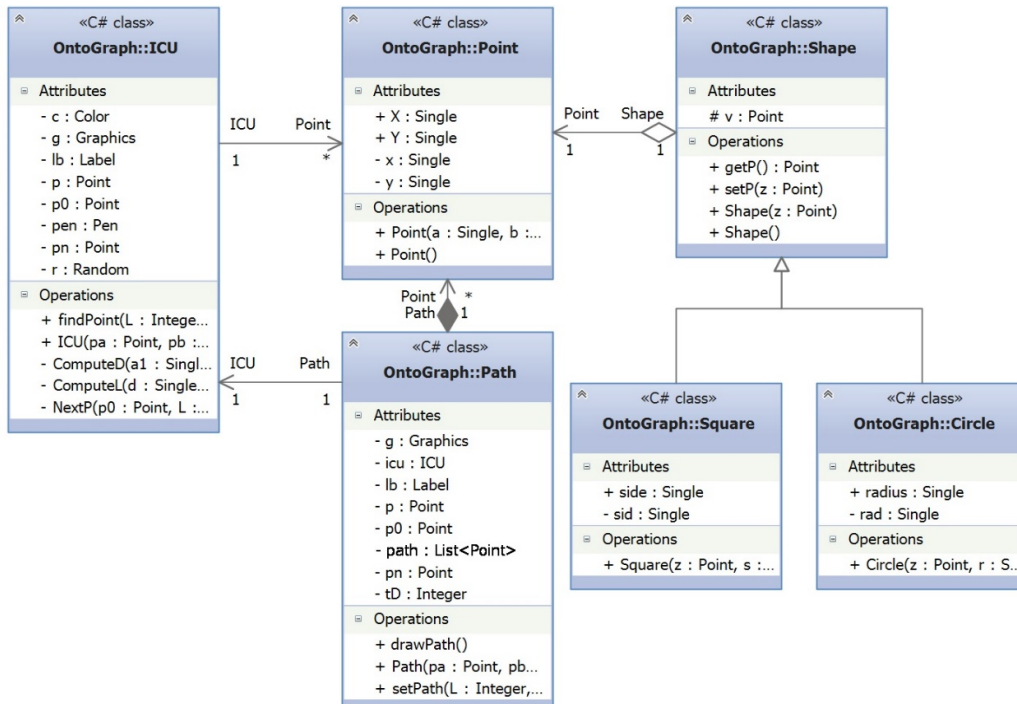 «C# class»
OntoGraph::ICU
Attributes
- c : Color
- g : Graphics
- lb : Label
- p : Point
- p0 : Point
- pen : Pen
- pn : Point
- r : Random
Operations
+ findPoint(L : Intege...
+ ICU(pa : Point, pb :...
- ComputeD(a1 : Singl...
- ComputeL(d : Single...
- NextP(p0 : Point, L :...
ICU Point
1 *
«C# class»
OntoGraph::Point
Attributes
+ X : Single
+ Y : Single
- x : Single
- y : Single
Operations
+ Point(a : Single, b :...
+ Point()
Point Shape
1 1
«C# class»
OntoGraph::Shape
Attributes
# v : Point
Operations
+ getP() : Point
+ setP(z : Point)
+ Shape(z : Point)
+ Shape()
Point *
Path 1
ICU Path
1 1
«C# class»
OntoGraph::Path
Attributes
- g : Graphics
- icu : ICU
- lb : Label
- p : Point
- p0 : Point
- path : List<Point>
- pn : Point
- tD : Integer
Operations
+ drawPath()
+ Path(pa : Point, pb...
+ setPath(L : Integer,...
«C# class»
OntoGraph::Square
Attributes
+ side : Single
- sid : Single
Operations
+ Square(z : Point, s :...
«C# class»
OntoGraph::Circle
Attributes
+ radius : Single
- rad : Single
Operations
+ Circle(z : Point, r : S...